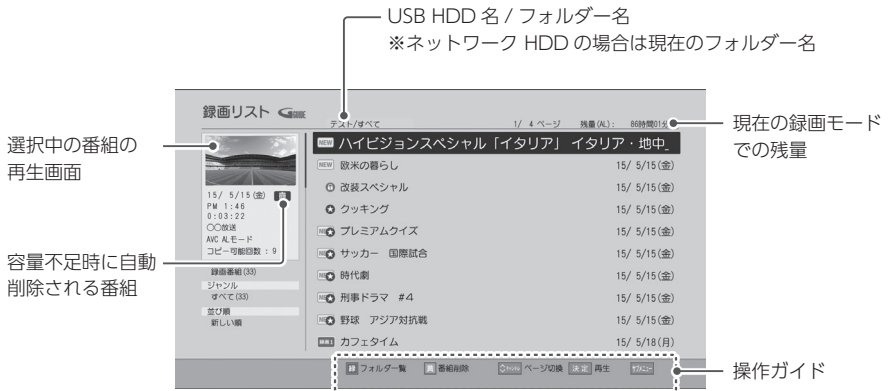 USB HDD 名 / フォルダー名
※ネットワーク HDD の場合は現在のフォルダー名
録画リスト G GUIDE
テスト/すべて 1/ 4 ページ 残量(AL): 86時間01分
現在の録画モード
での残量
選択中の番組の
再生画面
NEW ハイビジョンスペシャル「イタリア」 イタリア・地中_
NEW 欧米の暮らし 15/ 5/15(金)
改装スペシャル 15/ 5/15(金)
クッキング 15/ 5/15(金)
プレミアムクイズ 15/ 5/15(金)
サッカー 国際試合 15/ 5/15(金)
時代劇 15/ 5/15(金)
刑事ドラマ #4 15/ 5/15(金)
野球 アジア対抗戦 15/ 5/15(金)
録画1 カフェタイム 15/ 5/18(月)
15/ 5/15(金)
PM 1:46
0:03:22
〇〇放送
AVC ALモード
コピー可能回数 : 9
容量不足時に自動
削除される番組
録画番組(33)
ジャンル
すべて(33)
並び順
新しい順
緑 フォルダ一覧 黄 番組削除 ページ切換 決定 再生 サブメニュー
操作ガイド